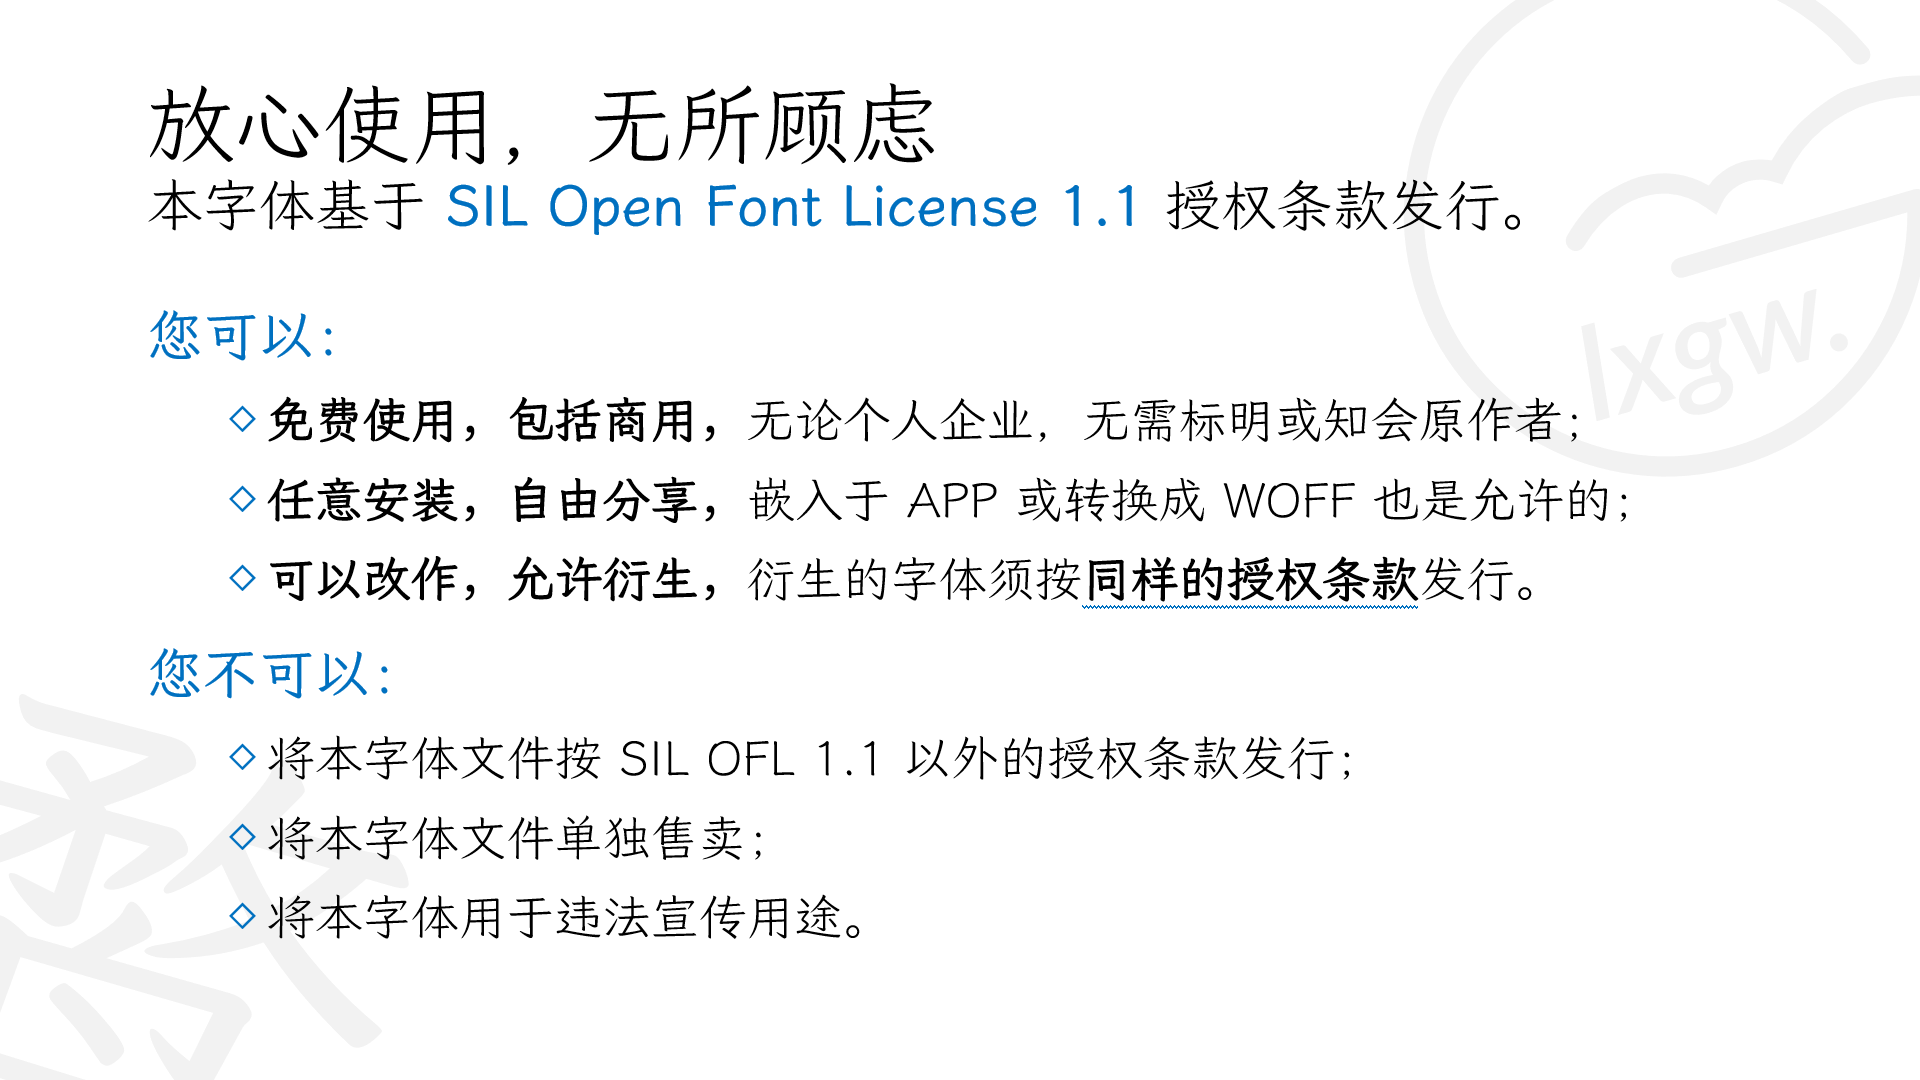 放心使用，无所顾虑
本字体基于 SIL Open Font License 1.1 授权条款发行。
lxgw.
您可以：
◇ 免费使用，包括商用，无论个人企业，无需标明或知会原作者；
◇ 任意安装，自由分享，嵌入于 APP 或转换成 WOFF 也是允许的；
◇ 可以改作，允许衍生，衍生的字体须按同样的授权条款发行。
您不可以：
◇ 将本字体文件按 SIL OFL 1.1 以外的授权条款发行；
◇ 将本字体文件单独售卖；
◇ 将本字体用于违法宣传用途。